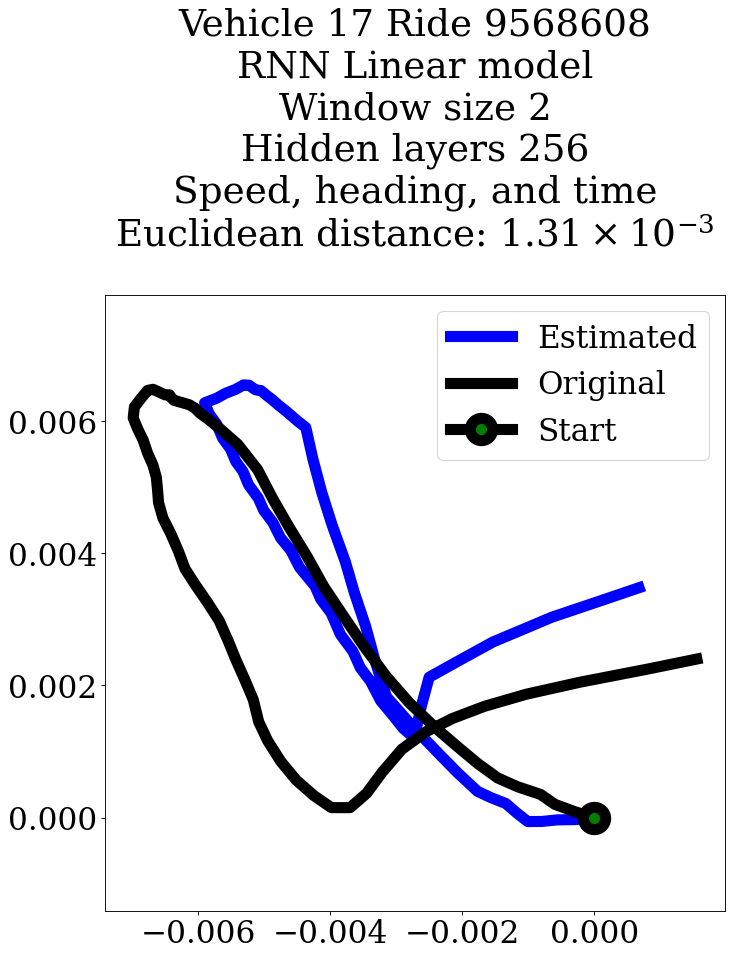 Vehicle 17 Ride 9568608
RNN Linear model
Window size 2
Hidden layers 256
Speed, heading, and time
Euclidean distance: 1.31 × 10⁻³
Estimated
Original
Start
0.006
0.004
0.002
0.000
−0.006 −0.004 −0.002 0.000